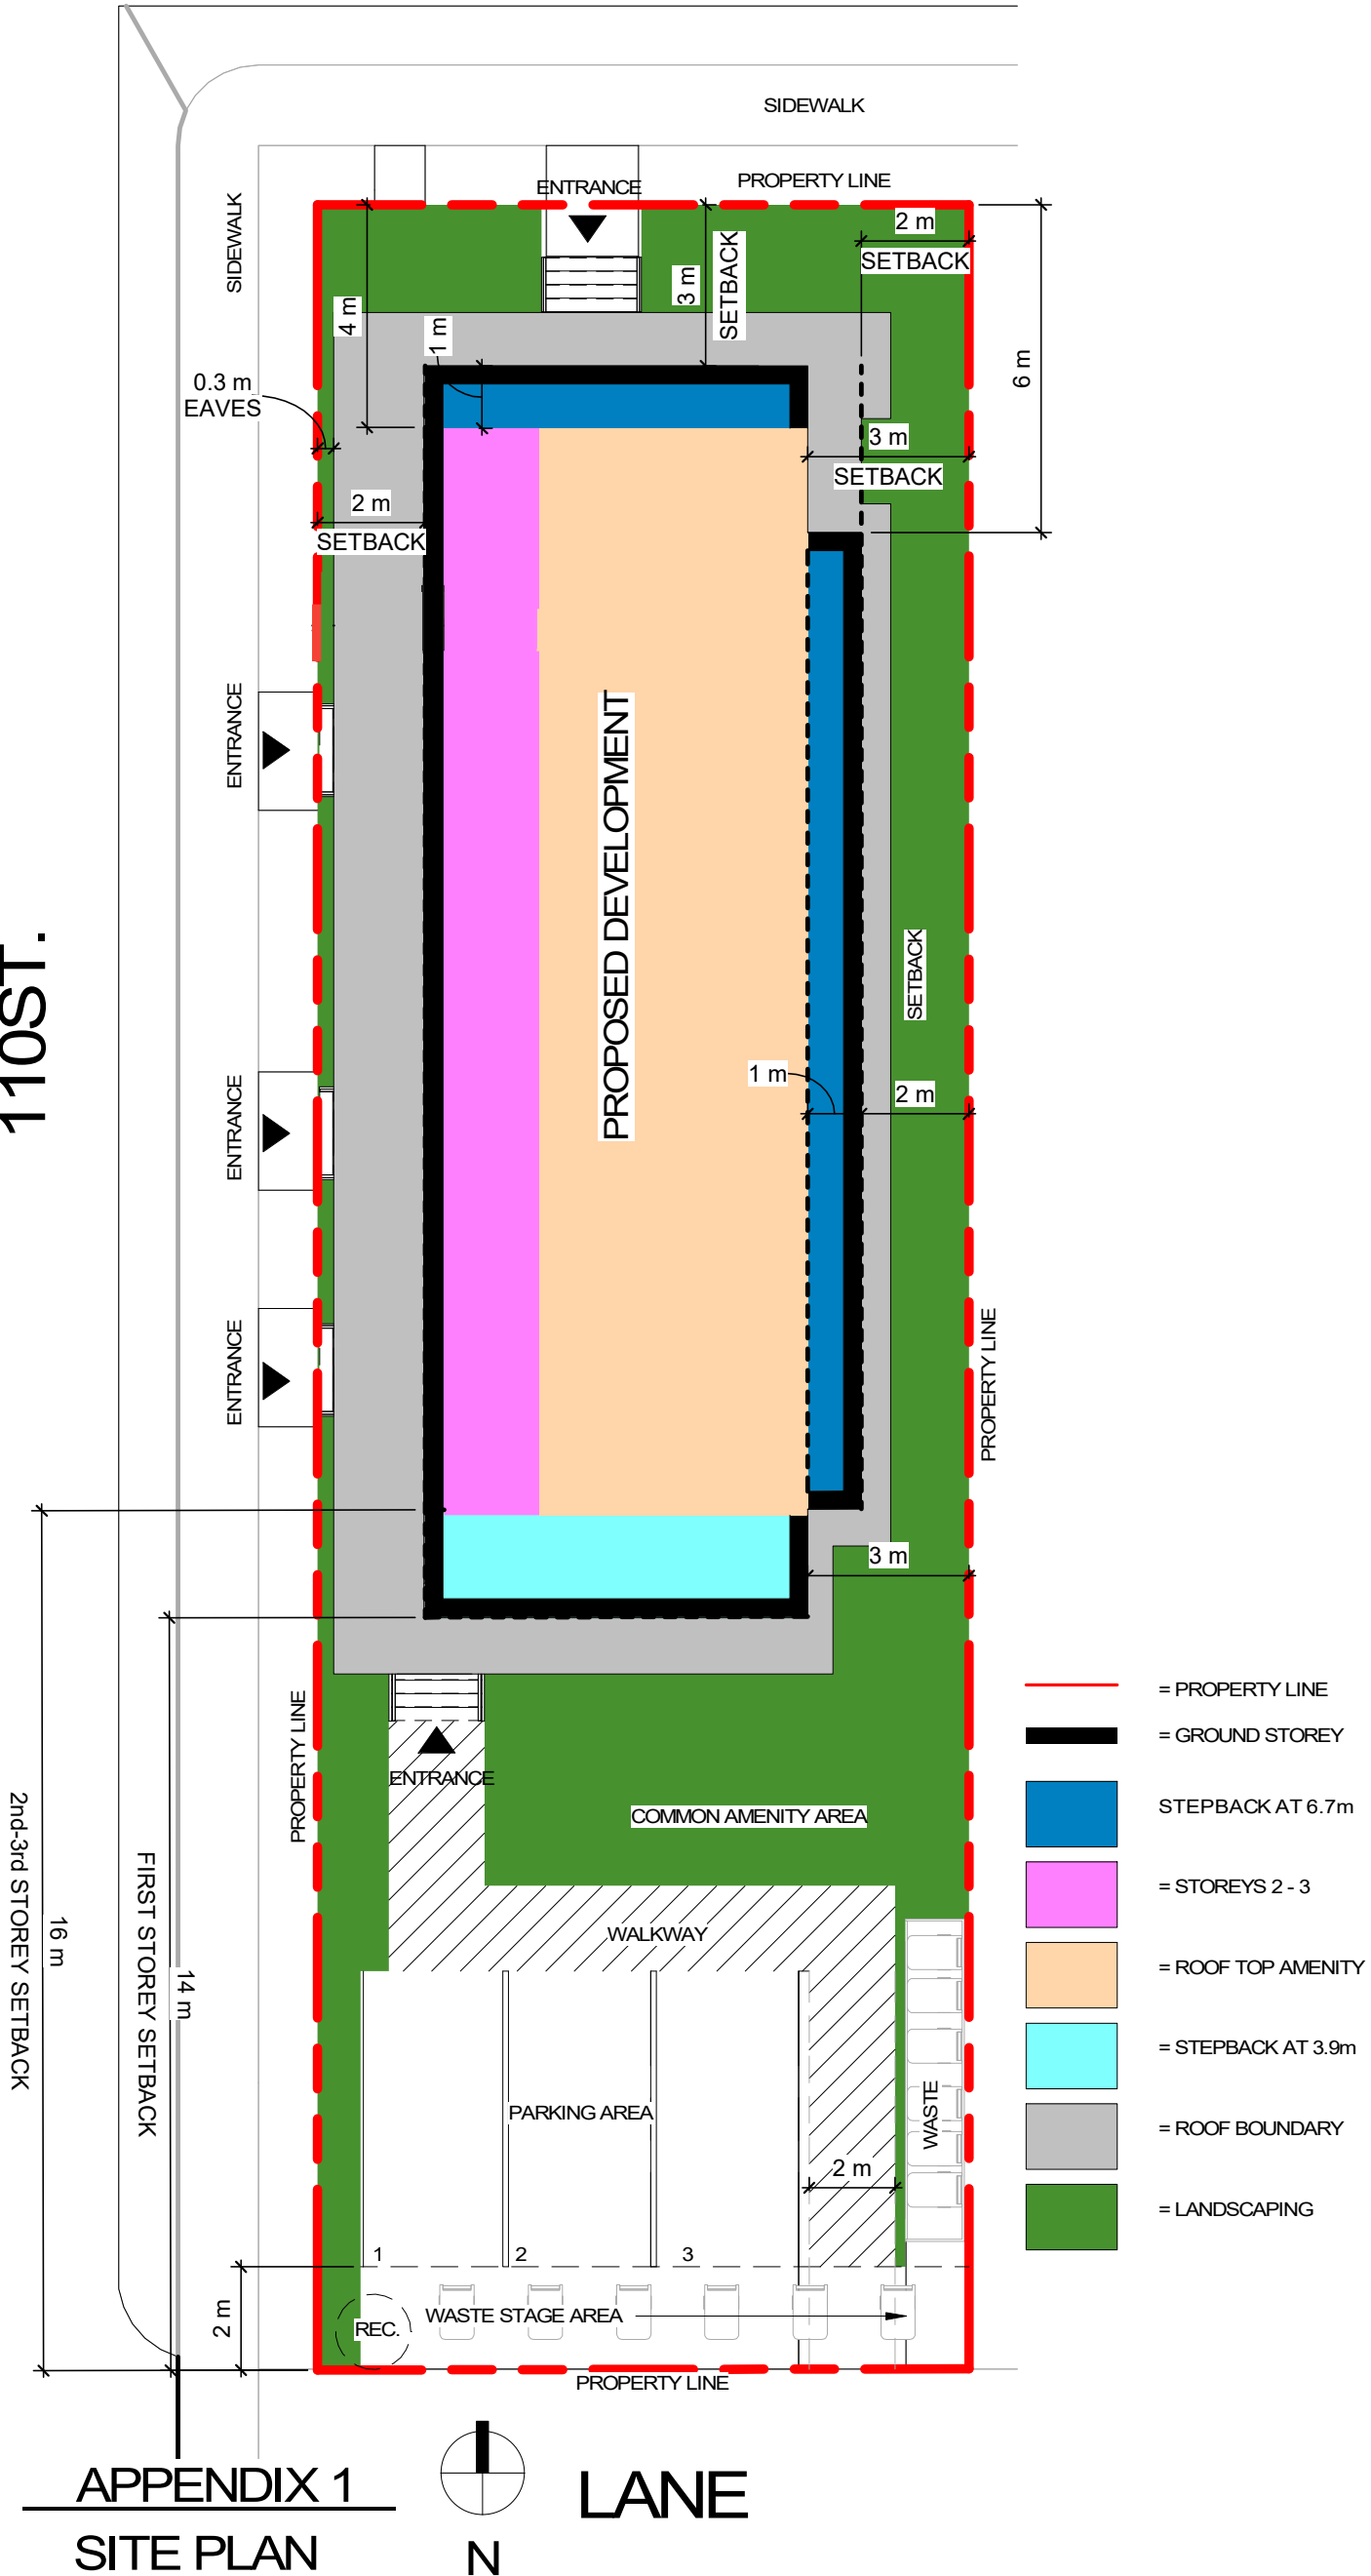 SIDEWALK
SIDEWALK
ENTRANCE
PROPERTY LINE
2 m
SETBACK
3 m
SETBACK
4 m
1 m
6 m
0.3 m
EAVES
3 m
SETBACK
2 m
SETBACK
ENTRANCE
PROPOSED DEVELOPMENT
110ST.
SETBACK
1 m
2 m
ENTRANCE
ENTRANCE
PROPERTY LINE
3 m
PROPERTY LINE
ENTRANCE
COMMON AMENITY AREA
2nd-3rd STOREY SETBACK
16 m
FIRST STOREY SETBACK
14 m
WALKWAY
PARKING AREA
WASTE
2 m
1
2
3
2 m
REC.
WASTE STAGE AREA
PROPERTY LINE
= PROPERTY LINE
= GROUND STOREY
STEPBACK AT 6.7m
= STOREYS 2 - 3
= ROOF TOP AMENITY
= STEPBACK AT 3.9m
= ROOF BOUNDARY
= LANDSCAPING
APPENDIX 1
SITE PLAN
N
LANE